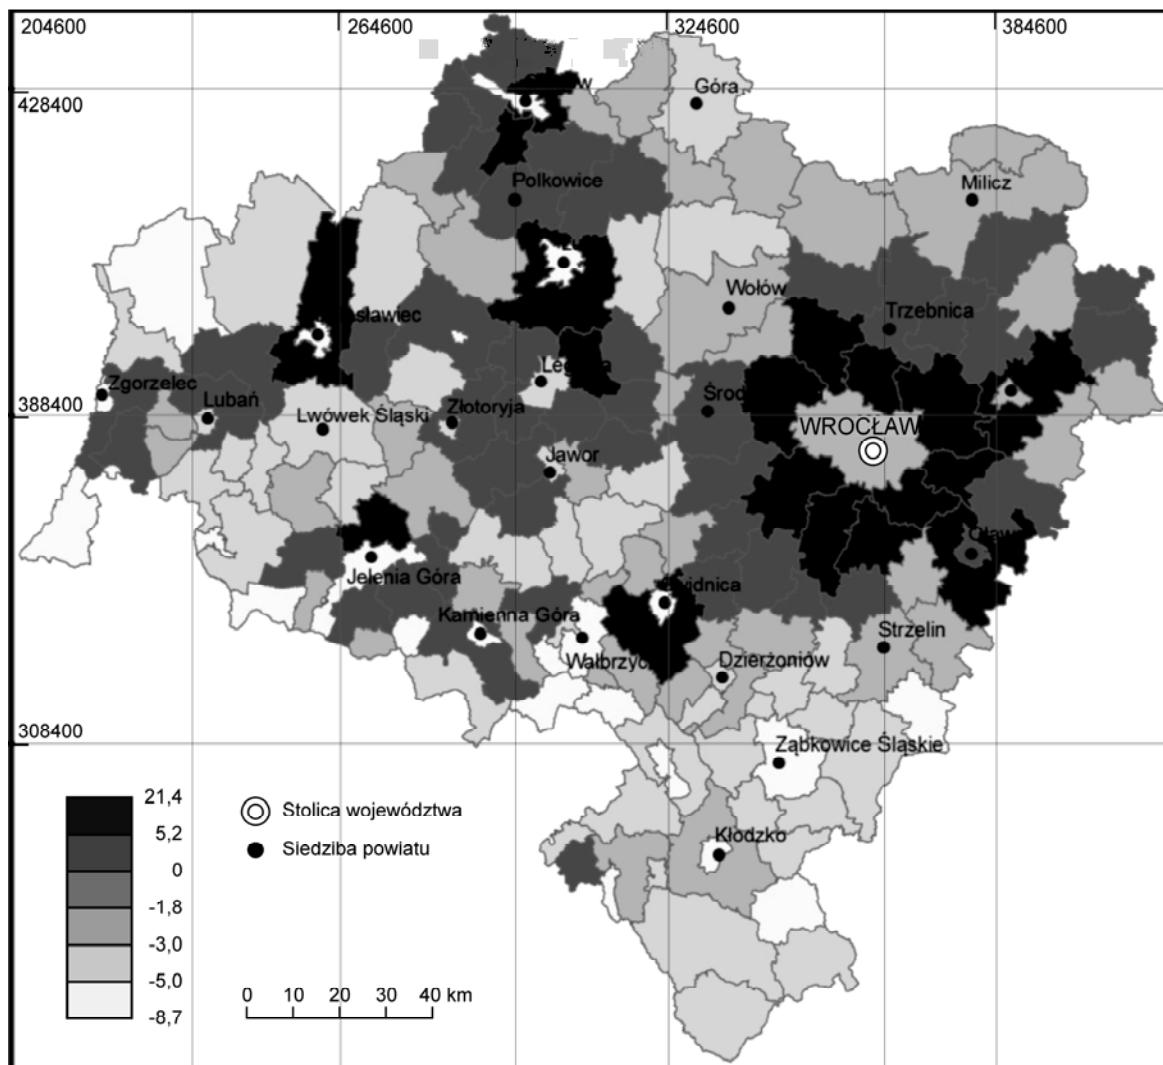 204600 264600 324600 384600
428400
Góra
Polkowice
Milicz
Wołów
Trzebnica
Zgorzelec
Lubań
388400
Lwówek Śląski
Złotoryja
WROCŁAW
Jawor
Jelenia Góra
Kamienna Góra
Strzelin
Dzierżoniów
308400
Ząbkowice Śląskie
21,4
Stolica województwa
5,2
Siedziba powiatu
0
Kłodzko
-1,8
-3,0
-5,0
-8,7
0 10 20 30 40 km